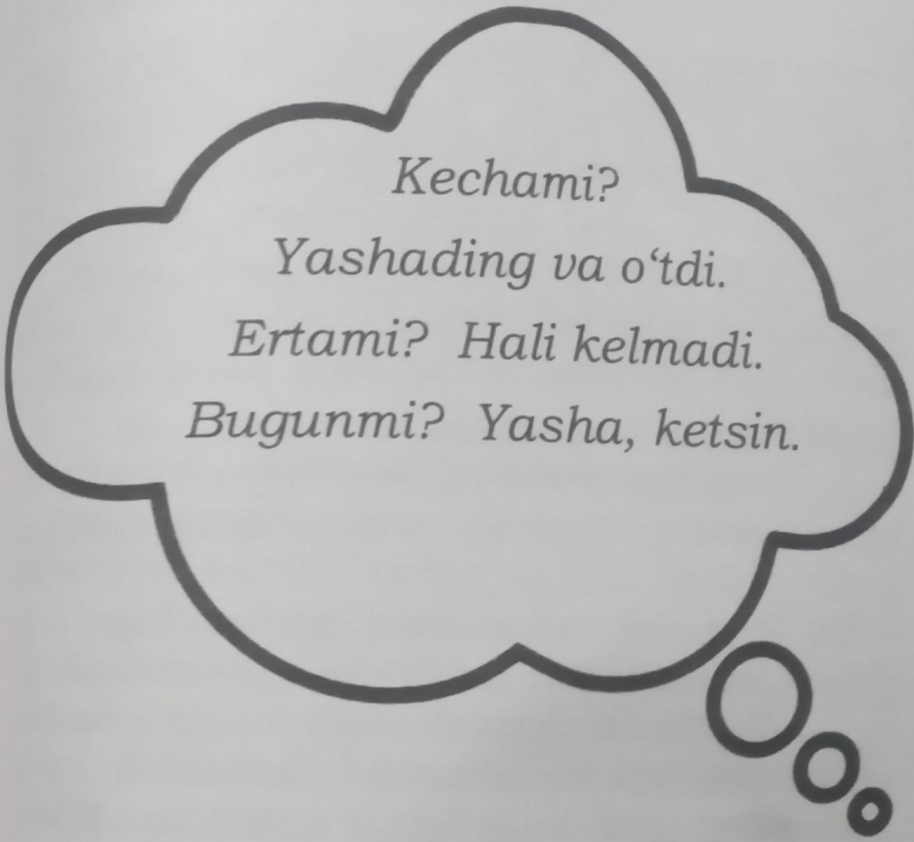 Kechami?
Yashading va o‘tdi.
Ertami? Hali kelmadi.
Bugunmi? Yasha, ketsin.